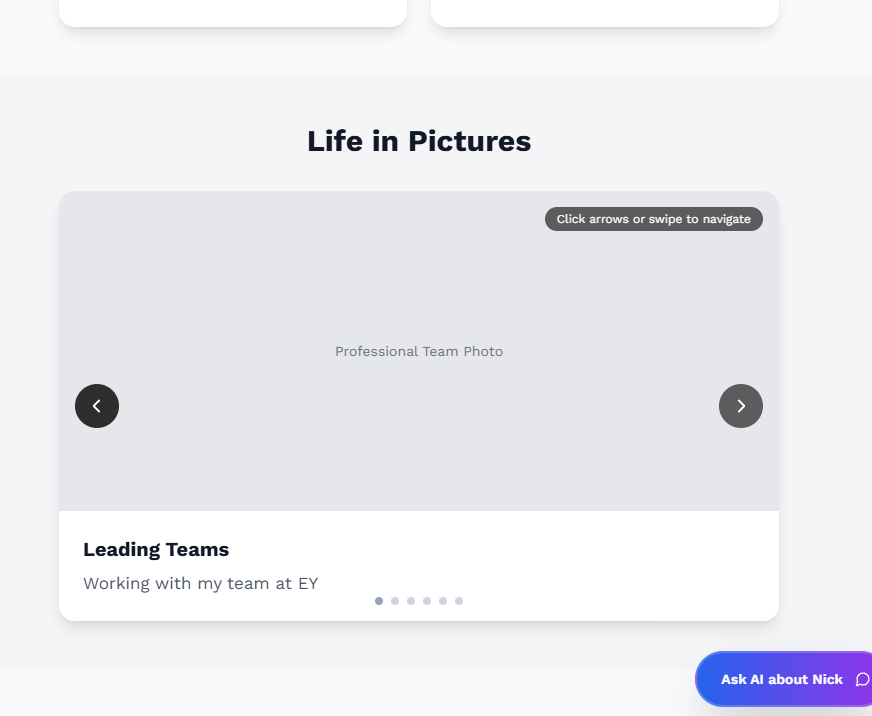 Life in Pictures
Click arrows or swipe to navigate
Professional Team Photo
Leading Teams
Working with my team at EY
Ask AI about Nick